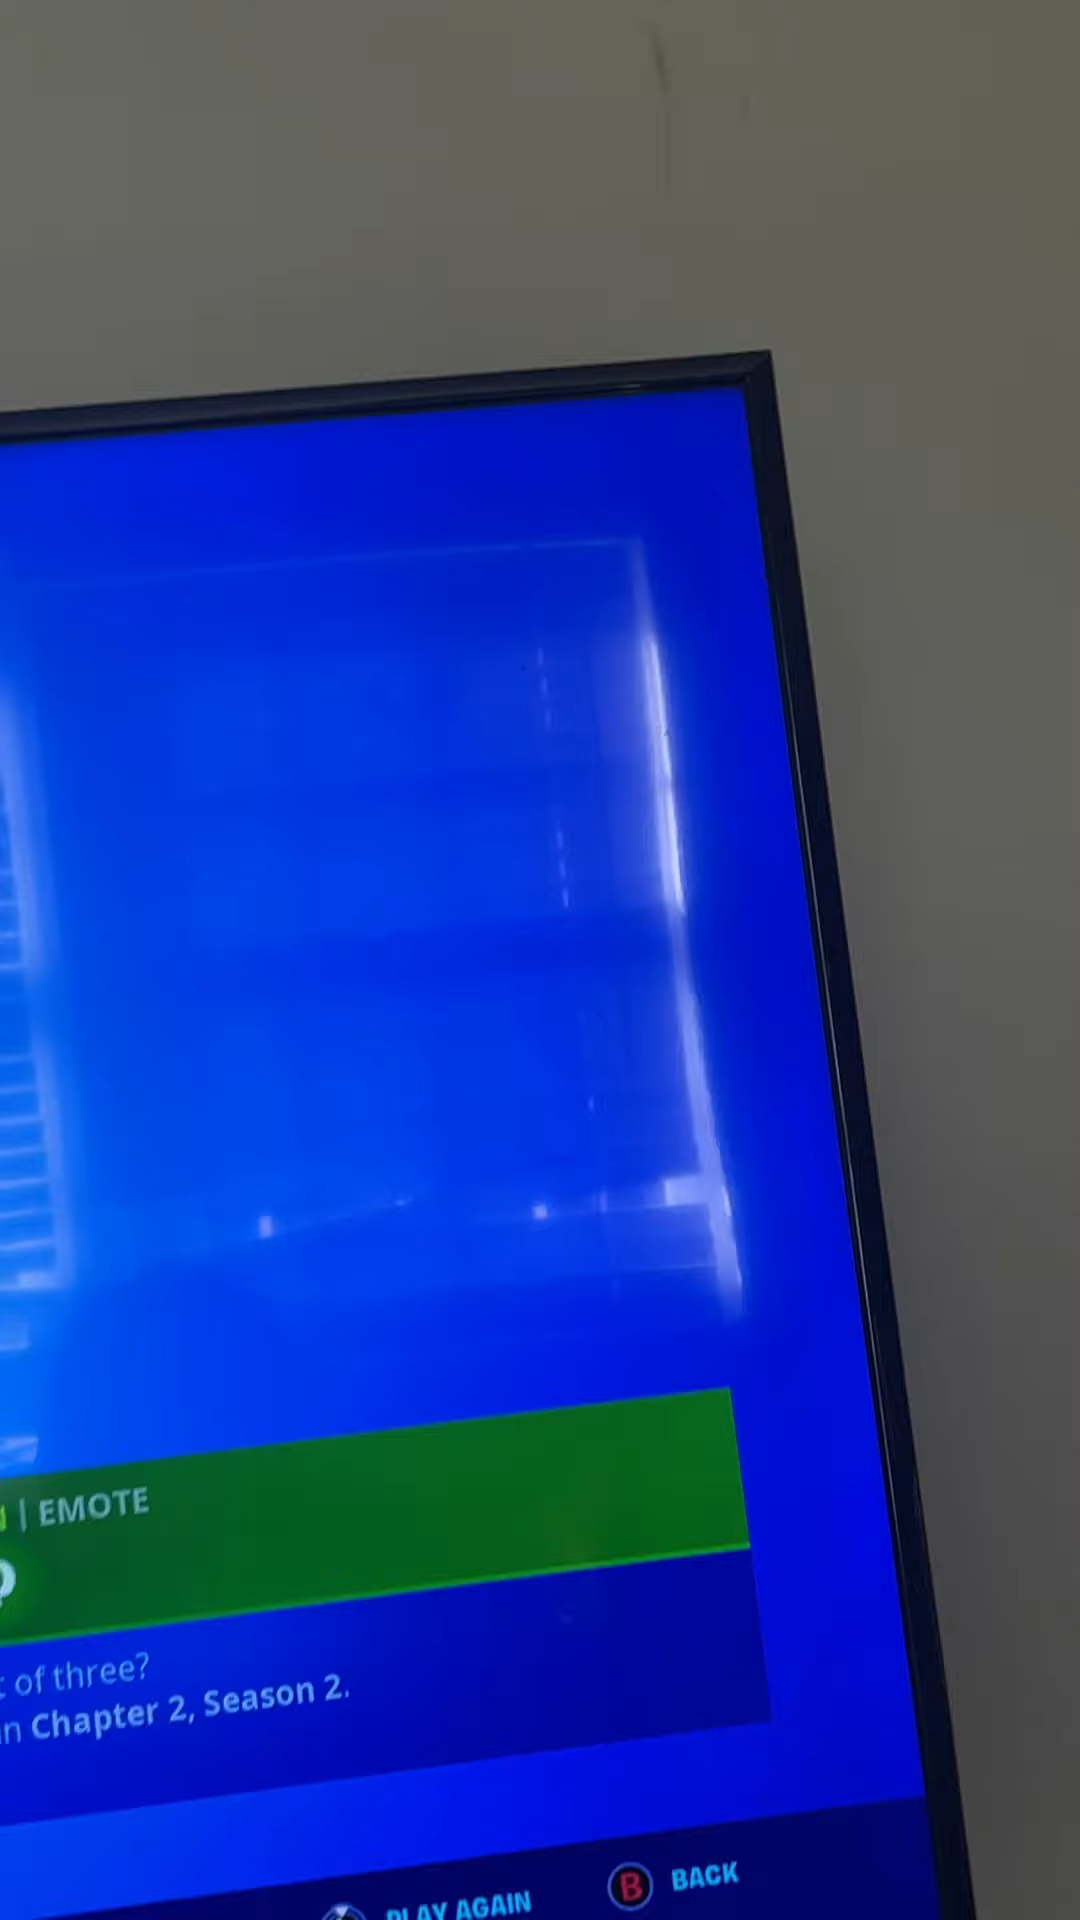 | EMOTE
of three?
Chapter 2, Season 2.
PLAY AGAIN
B BACK